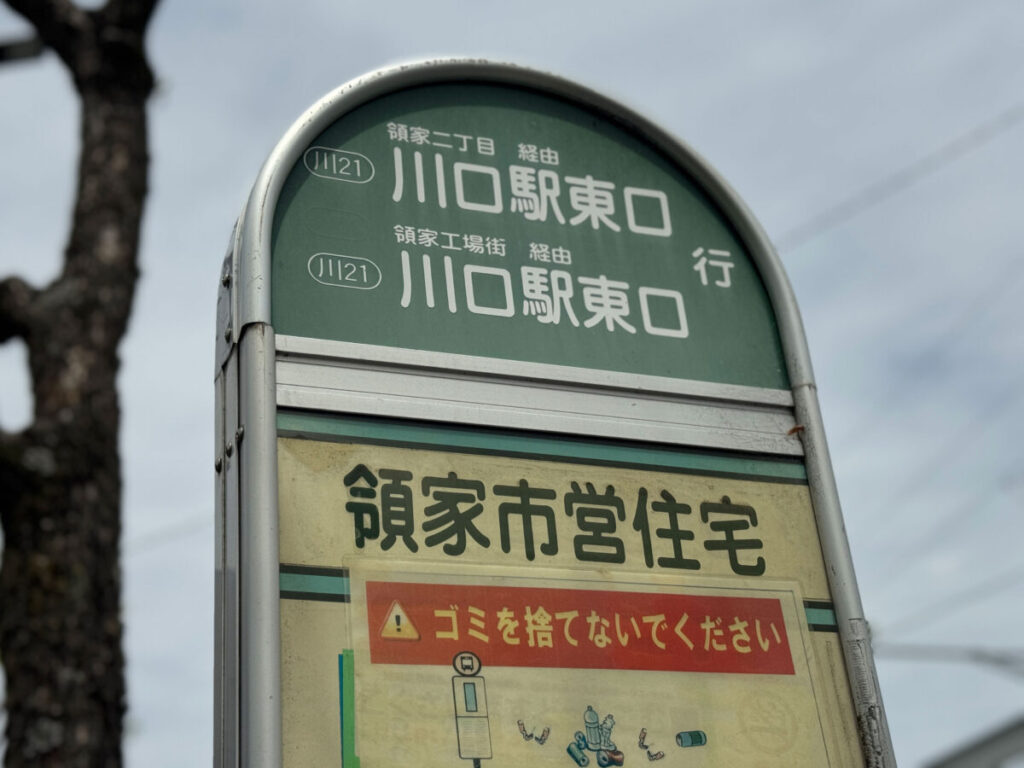 領家二丁目 経由
川21 川口駅東口
領家工場街 経由
川21 川口駅東口 行
領家市営住宅
ゴミを捨てないでください